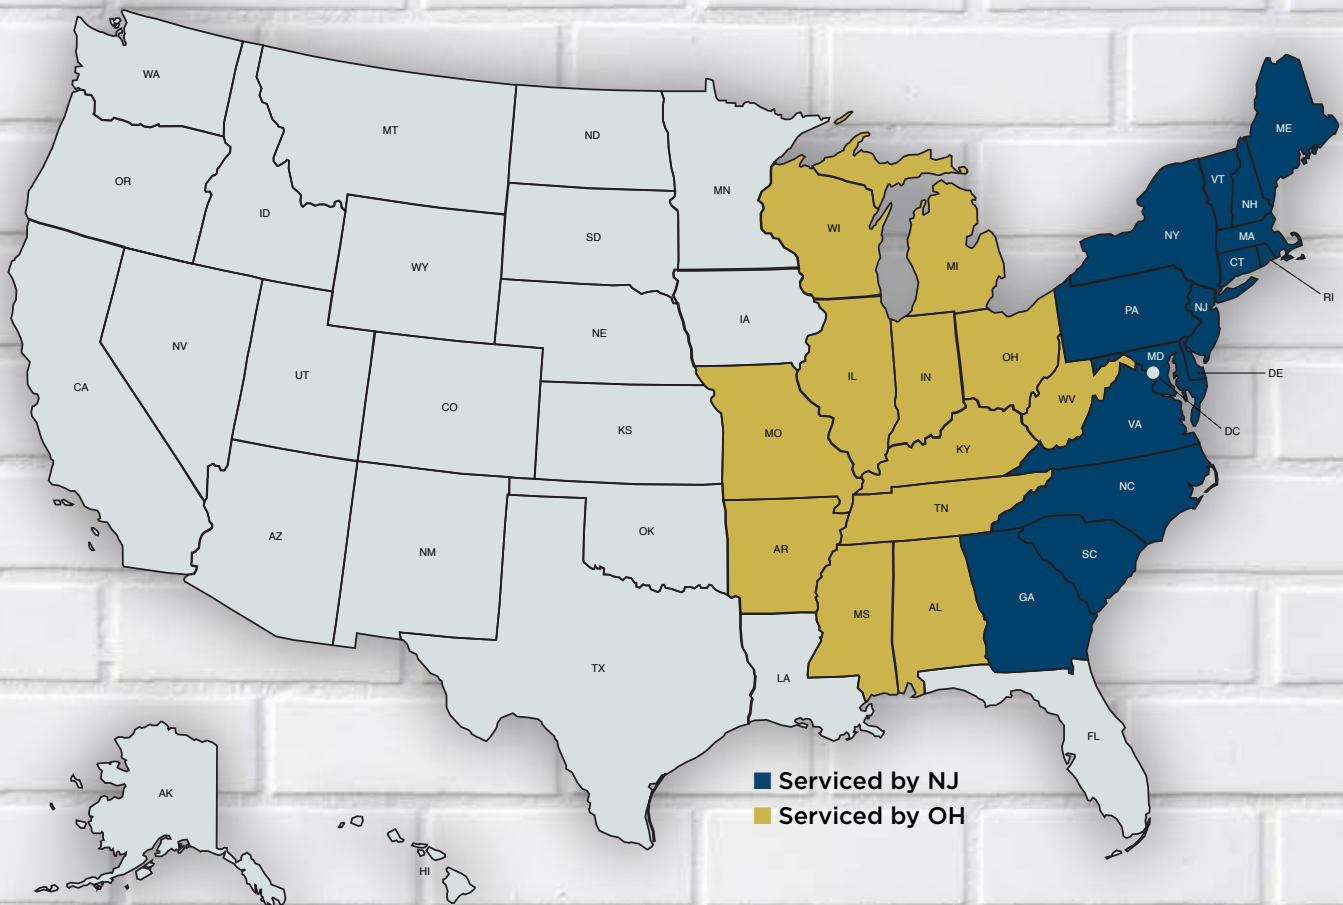 WA
MT
ND
MN
OR
ID
SD
WY
WI
MI
ME
VT
NH
NY
MA
CT
RI
NV
UT
CO
NE
IA
CA
KS
MO
IL
IN
OH
PA
NJ
MD
DE
WV
VA
DC
KY
NC
TN
AZ
NM
OK
AR
SC
MS
AL
GA
TX
LA
FL
AK
HI
Serviced by NJ
Serviced by OH